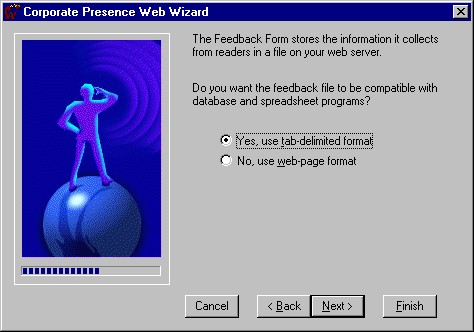 Corporate Presence Web Wizard
The Feedback Form stores the information it collects
from readers in a file on your web server.
Do you want the feedback file to be compatible with
database and spreadsheet programs?
Yes, use tab-delimited format
No, use web-page format
Cancel
< Back
Next >
Finish